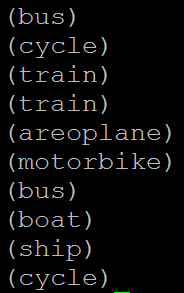 (bus)
(cycle)
(train)
(train)
(areoplane)
(motorbike)
(bus)
(boat)
(ship)
(cycle)